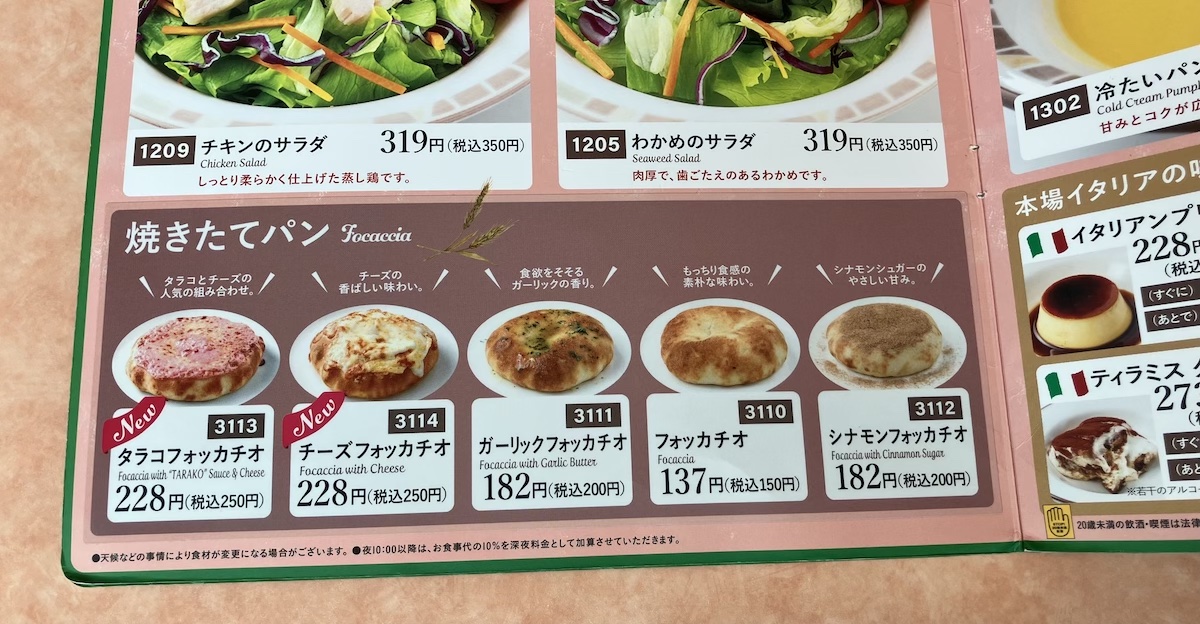 1209 チキンのサラダ 319円(税込350円)
Chicken Salad
しっとり柔らかく仕上げた蒸し鶏です。
1205 わかめのサラダ 319円(税込350円)
Seaweed Salad
肉厚で、歯ごたえのあるわかめです。
焼きたてパン Focaccia
タラコとチーズの
人気の組み合わせ。
New
3113
タラコフォッカチオ
Focaccia with "TARAKO" Sauce & Cheese
228円(税込250円)
チーズの
香ばしい味わい。
New
3114
チーズフォッカチオ
Focaccia with Cheese
228円(税込250円)
食欲をそそる
ガーリックの香り。
3111
ガーリックフォッカチオ
Focaccia with Garlic Butter
182円(税込200円)
もっちり食感の
素朴な味わい。
3110
フォッカチオ
Focaccia
137円(税込150円)
シナモンシュガーの
やさしい甘み。
3112
シナモンフォッカチオ
Focaccia with Cinnamon Sugar
182円(税込200円)
●天候などの事情により食材が変更になる場合がございます。 ●夜10:00以降は、お食事代の10%を深夜料金として加算させていただきます。
1302 冷たいパン
Cold Cream Pump
甘みとコクが広
本場イタリアの
イタリアンプリ
228円
(税込
(すぐに)
(あとで)
ティラミス
27
(すぐ
(あと
※若干のアルコー
20歳未満の飲酒・喫煙は法律